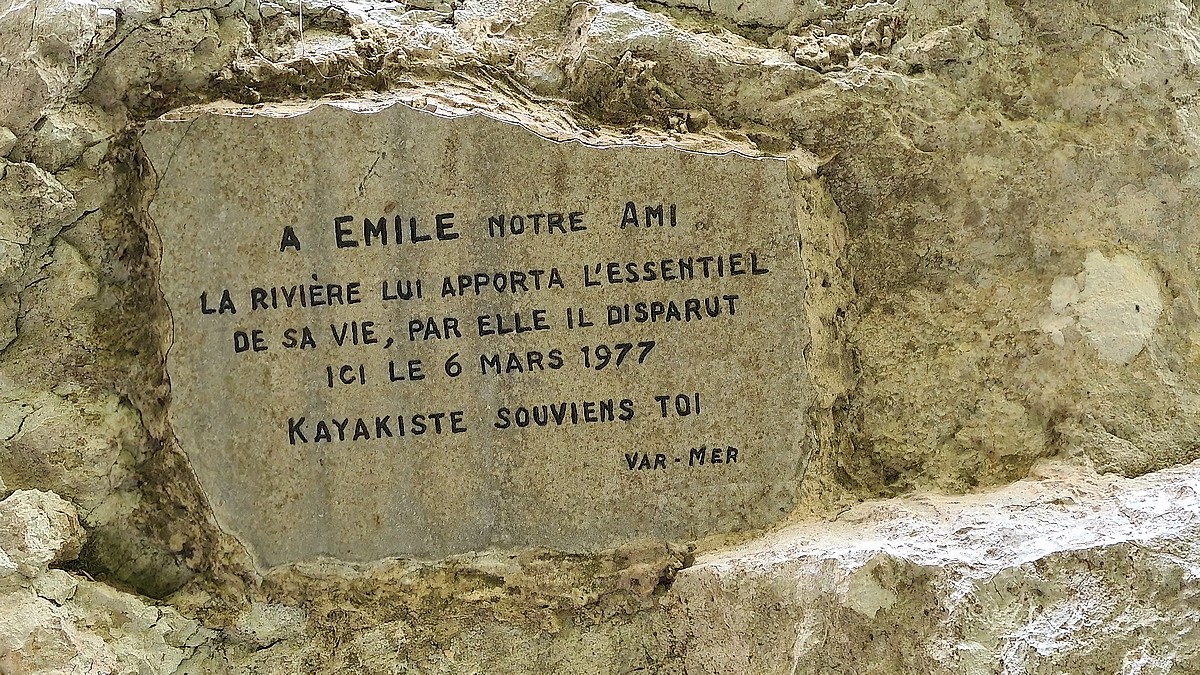 A EMILE NOTRE AMI
LA RIVIÈRE LUI APPORTA L'ESSENTIEL
DE SA VIE, PAR ELLE IL DISPARUT
ICI LE 6 MARS 1977
KAYAKISTE SOUVIENS TOI
VAR-MER